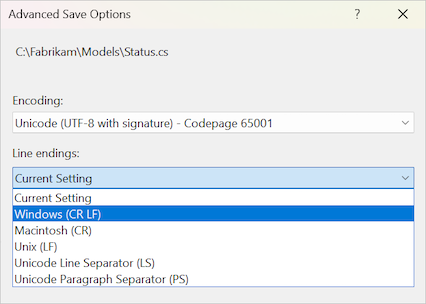 Advanced Save Options
?
C:\Fabrikam\Models\Status.cs
Encoding:
Unicode (UTF-8 with signature) - Codepage 65001
Line endings:
Current Setting
Current Setting
Windows (CR LF)
Macintosh (CR)
Unix (LF)
Unicode Line Separator (LS)
Unicode Paragraph Separator (PS)